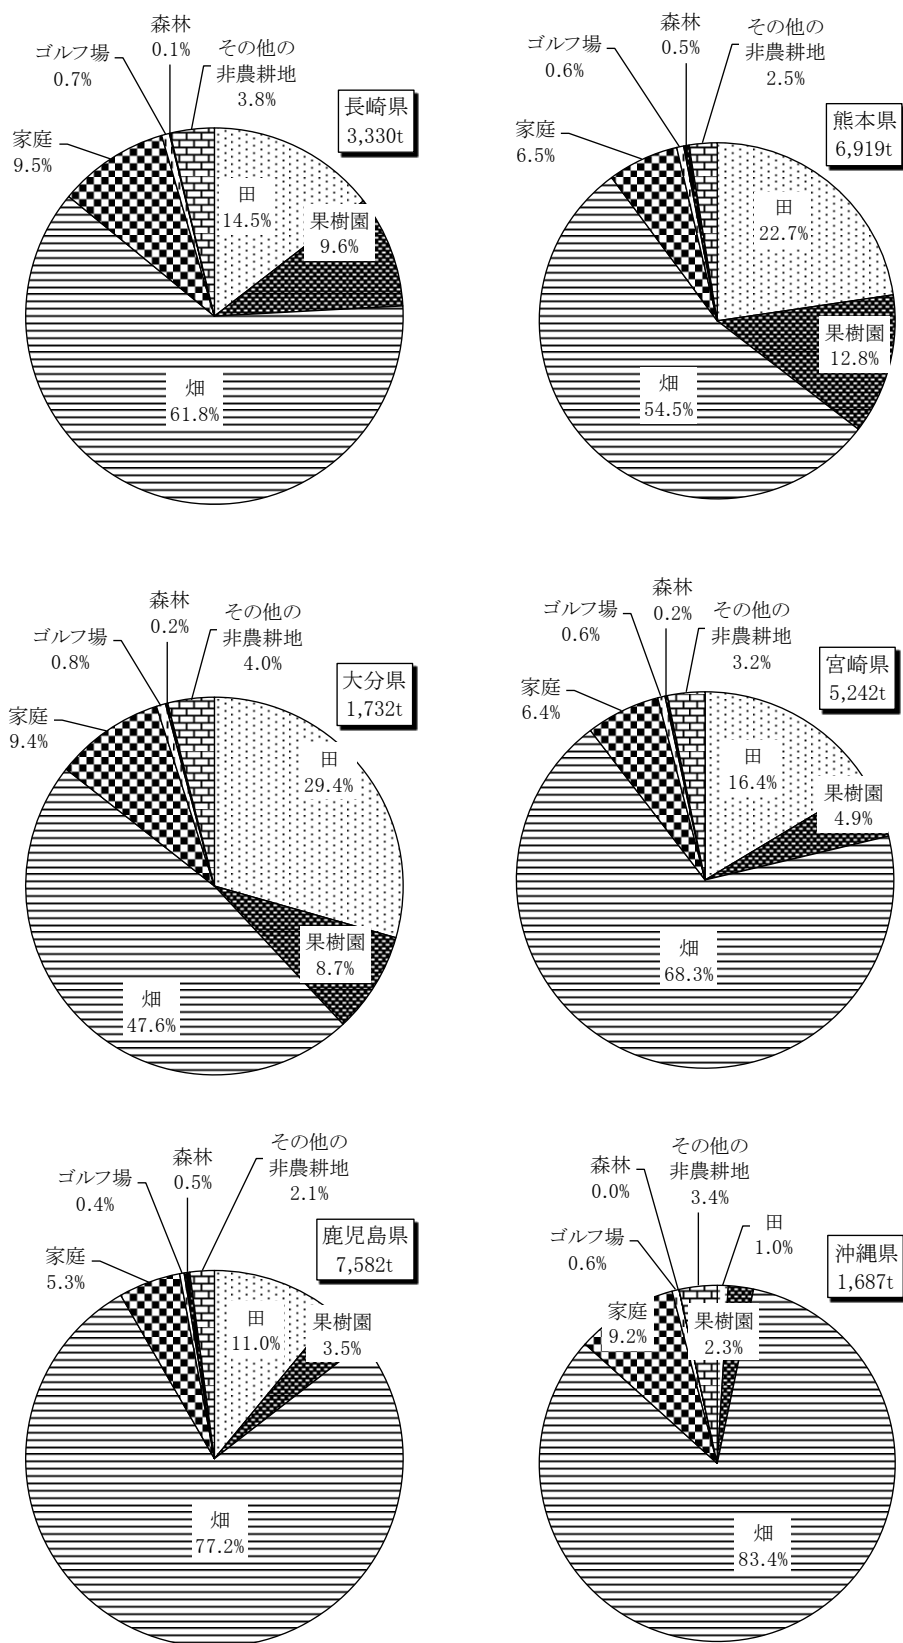 森林
0.1%
ゴルフ場
0.7%
その他の
非農耕地
3.8%
長崎県
3,330t
家庭
9.5%
田
14.5%
果樹園
9.6%
畑
61.8%
森林
0.5%
ゴルフ場
0.6%
その他の
非農耕地
2.5%
熊本県
6,919t
家庭
6.5%
田
22.7%
果樹園
12.8%
畑
54.5%
森林
0.2%
ゴルフ場
0.8%
その他の
非農耕地
4.0%
大分県
1,732t
家庭
9.4%
田
29.4%
果樹園
8.7%
畑
47.6%
森林
0.2%
ゴルフ場
0.6%
その他の
非農耕地
3.2%
宮崎県
5,242t
家庭
6.4%
田
16.4%
果樹園
4.9%
畑
68.3%
森林
0.5%
ゴルフ場
0.4%
その他の
非農耕地
2.1%
鹿児島県
7,582t
家庭
5.3%
田
11.0%
果樹園
3.5%
畑
77.2%
森林
0.0%
ゴルフ場
0.6%
その他の
非農耕地
3.4%
田
1.0%
沖縄県
1,687t
家庭
9.2%
果樹園
2.3%
畑
83.4%